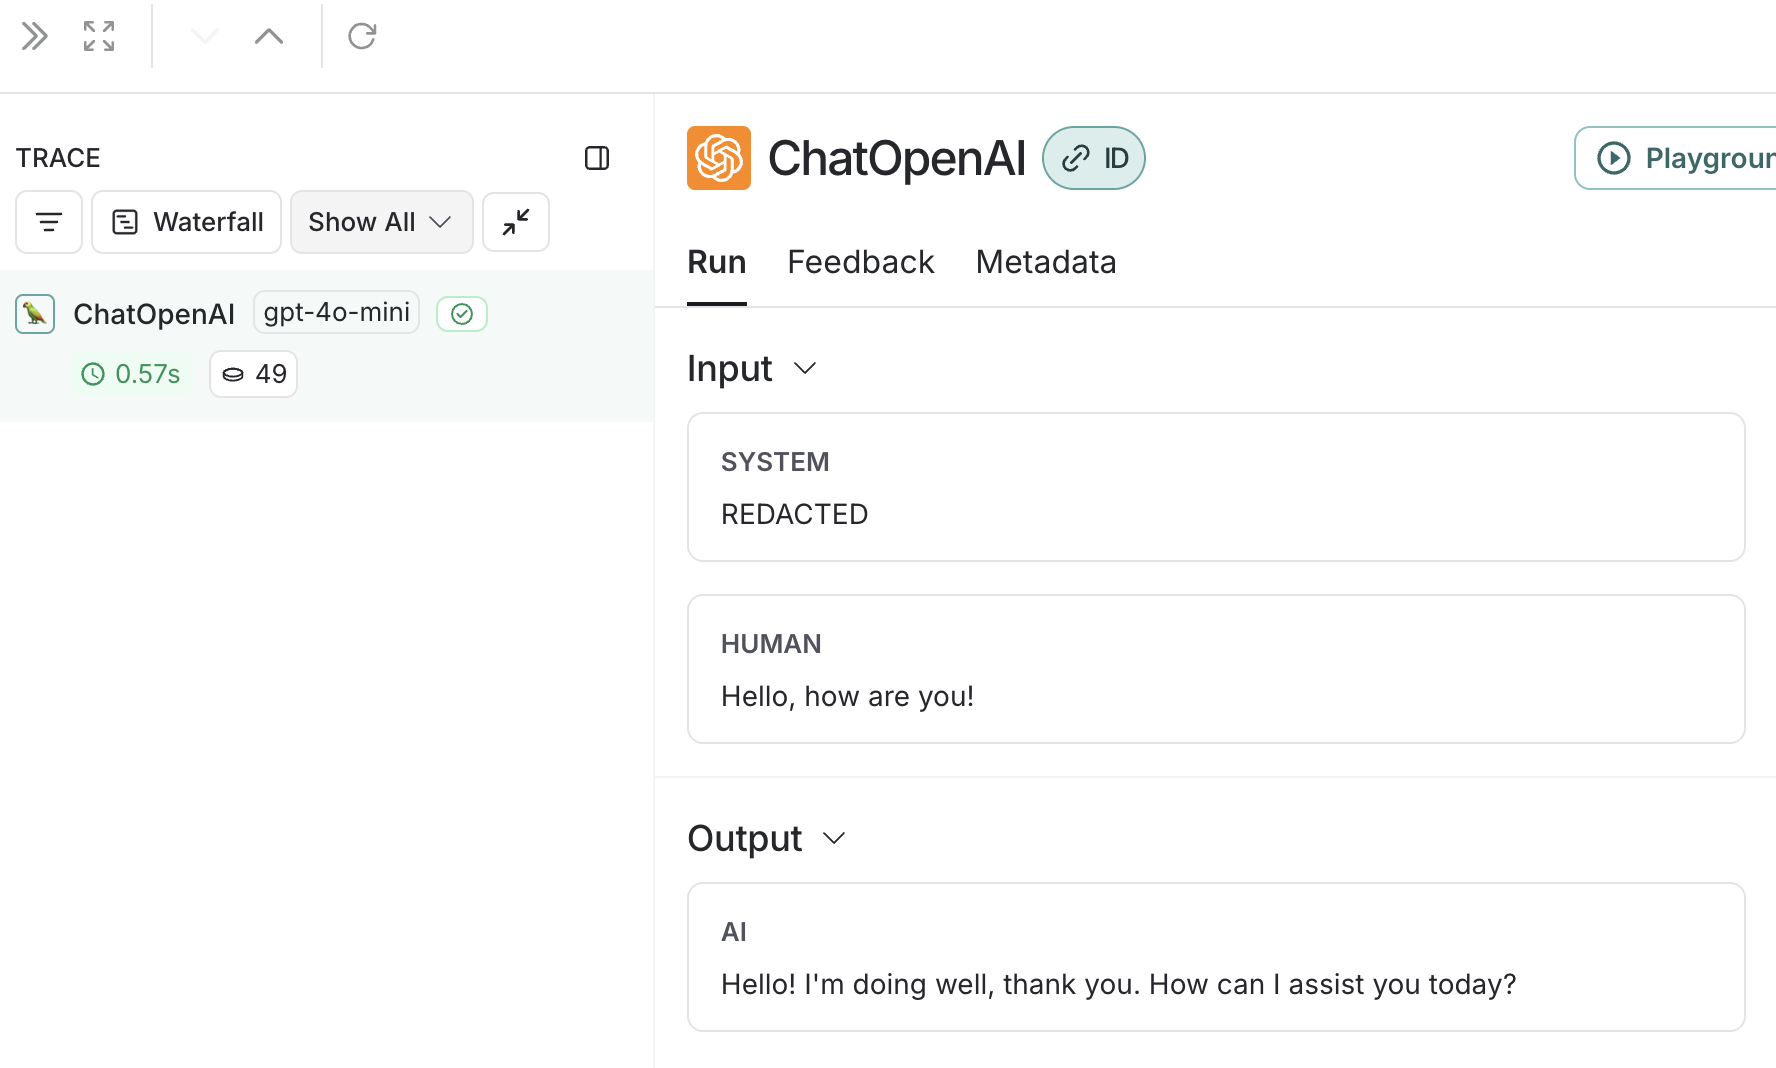 TRACE
Waterfall
Show All
ChatOpenAI gpt-4o-mini
0.57s 49
ChatOpenAI ID
Playgroun
Run Feedback Metadata
Input
SYSTEM
REDACTED
HUMAN
Hello, how are you!
Output
AI
Hello! I'm doing well, thank you. How can I assist you today?